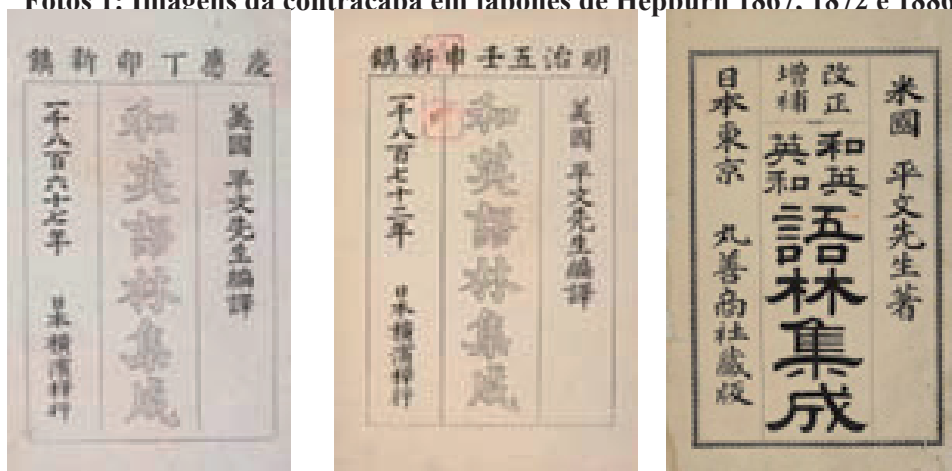 Fotos 1: Imagens da contracapa em japonês de Hepburn 1867, 1872 e 1886
慶應丁卯新鐫
美國 平文先生編譯
和英語林集成
一千八百六十七年 日本橫濱梓行
明治五壬申新鐫
美國 平文先生編譯
和英語林集成
一千八百七十二年 日本橫濱梓行
米國 平文先生著
改正
增補
和英
英和
語林集成
日本東京 丸善商社藏版